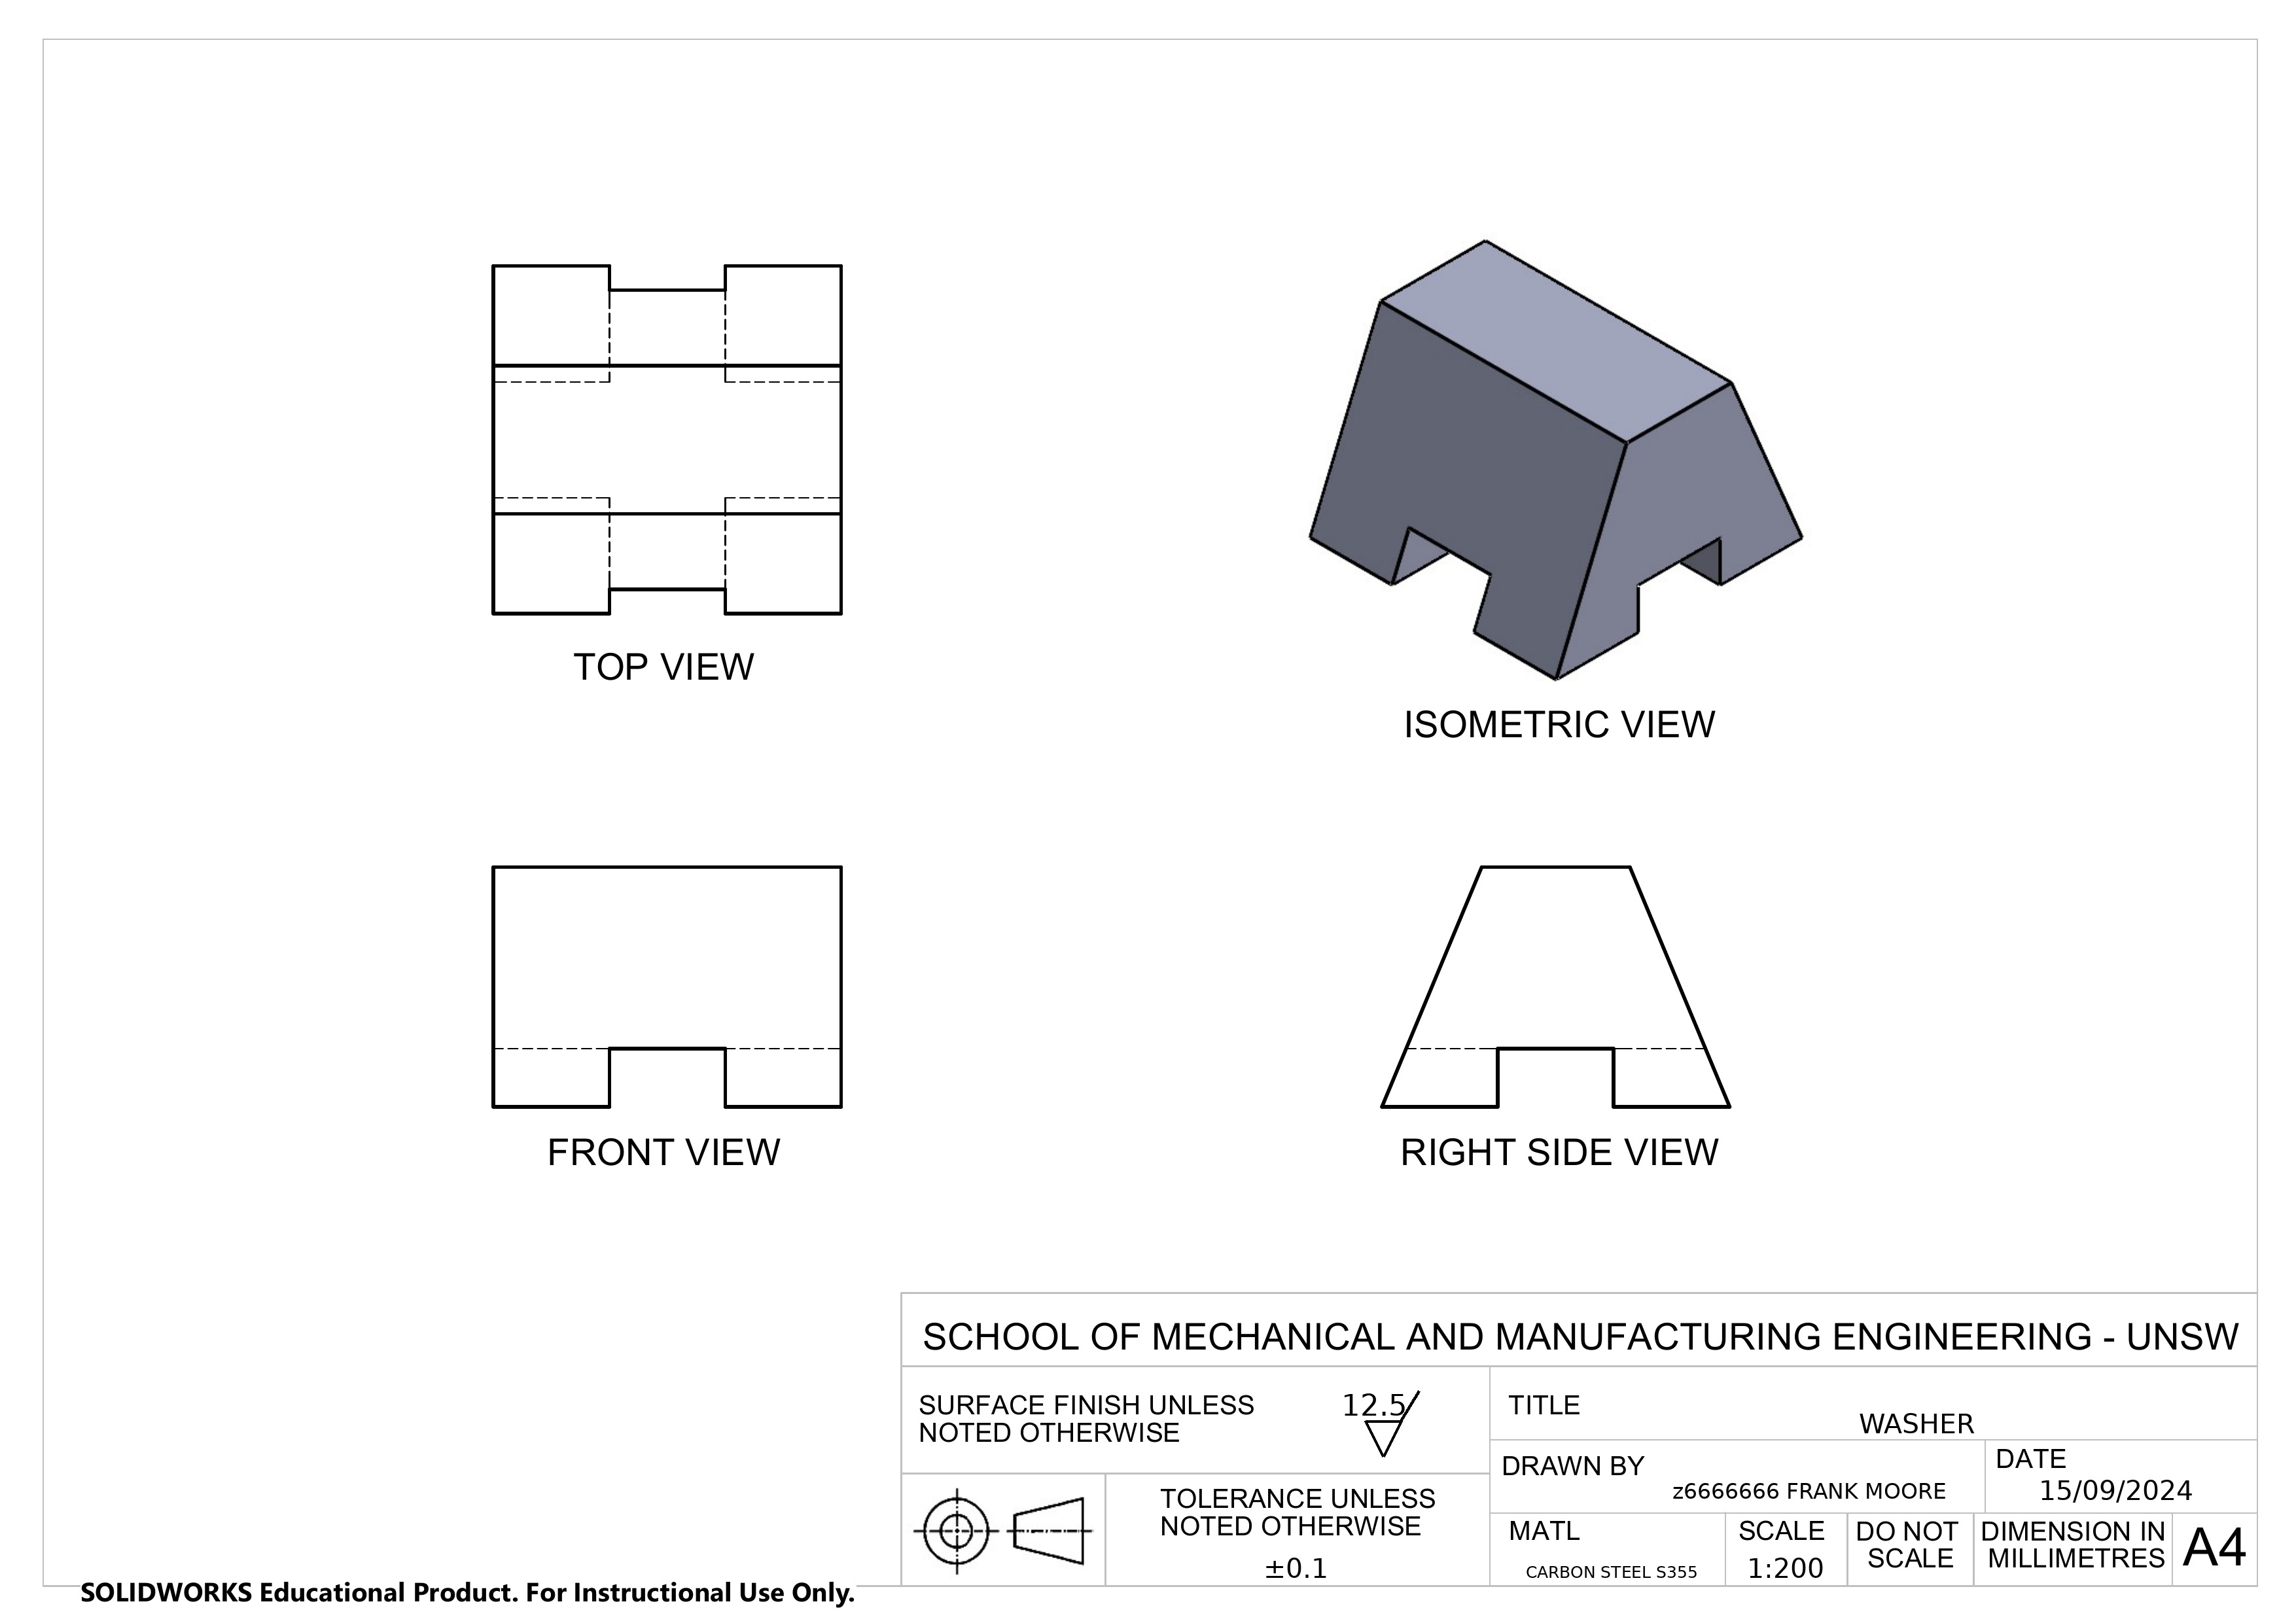 TOP VIEW
ISOMETRIC VIEW
FRONT VIEW
RIGHT SIDE VIEW
SCHOOL OF MECHANICAL AND MANUFACTURING ENGINEERING - UNSW
SURFACE FINISH UNLESS
NOTED OTHERWISE
12.5
TITLE
WASHER
DRAWN BY
z6666666 FRANK MOORE
DATE
15/09/2024
TOLERANCE UNLESS
NOTED OTHERWISE
±0.1
MATL
CARBON STEEL S355
SCALE
1:200
DO NOT
SCALE
DIMENSION IN
MILLIMETRES
A4
SOLIDWORKS Educational Product. For Instructional Use Only.